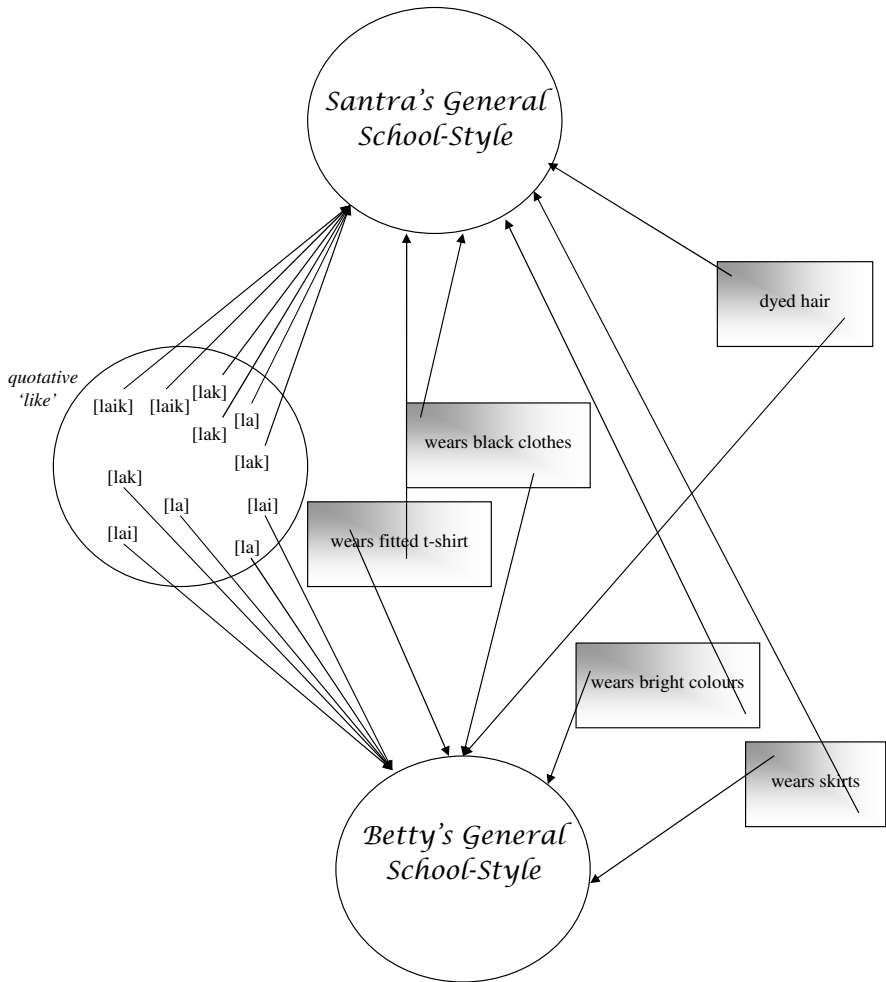 Santra's General
School-Style
dyed hair
quotative
'like'
[laik]
[laik]
[lak]
[lak]
[la]
[lak]
wears black clothes
[lak]
[la]
[lai]
[lai]
[la]
wears fitted t-shirt
wears bright colours
wears skirts
Betty's General
School-Style